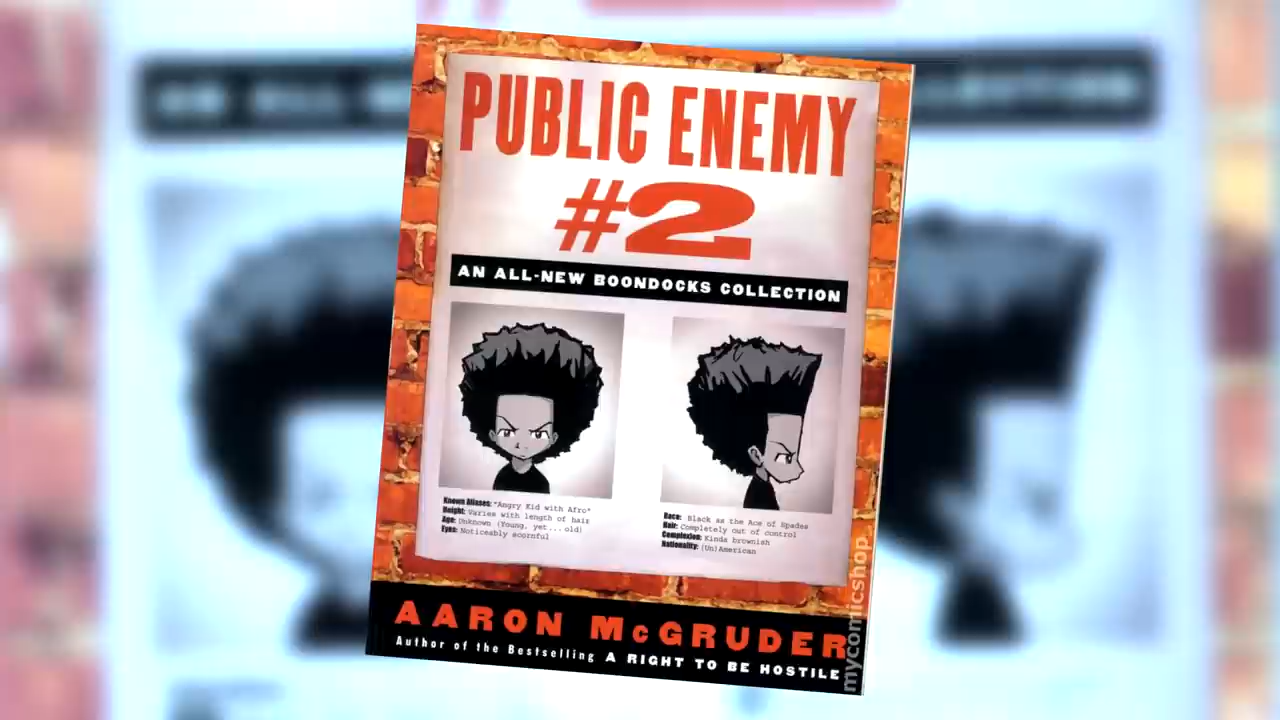 PUBLIC ENEMY
#2
AN ALL-NEW BOONDOCKS COLLECTION
Known Aliases: "Angry Kid with Afro"
Height: Varies with length of hair
Age: Unknown (Young, yet...old)
Eyes: Noticeably scornful
Race: Black as the Ace of Spades
Hair: Completely out of control
Complexion: Kinda brownish
Nationality: (Un)American
AARON McGRUDER
Author of the Bestselling A RIGHT TO BE HOSTILE
mycomicshop